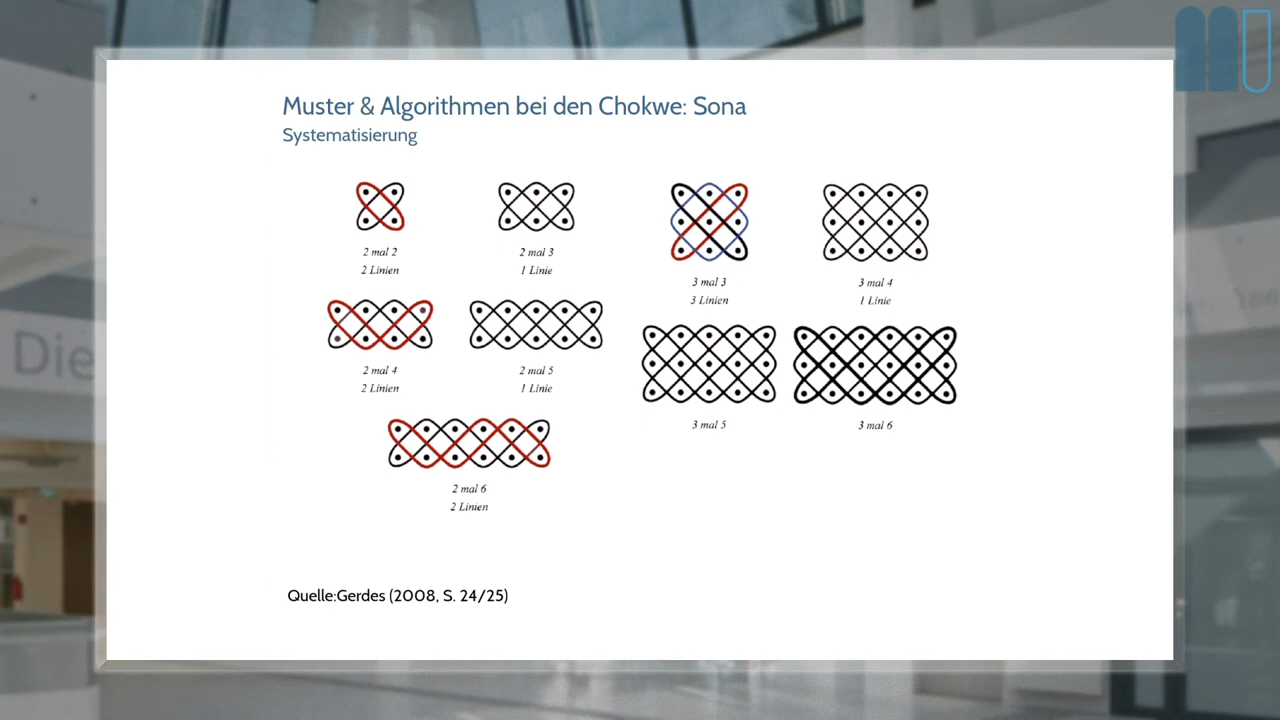 Muster & Algorithmen bei den Chokwe: Sona
Systematisierung
2 mal 2
2 Linien
2 mal 3
1 Linie
3 mal 3
3 Linien
3 mal 4
1 Linie
2 mal 4
2 Linien
2 mal 5
1 Linie
3 mal 5
3 mal 6
2 mal 6
2 Linien
Quelle:Gerdes (2008, S. 24/25)
Die